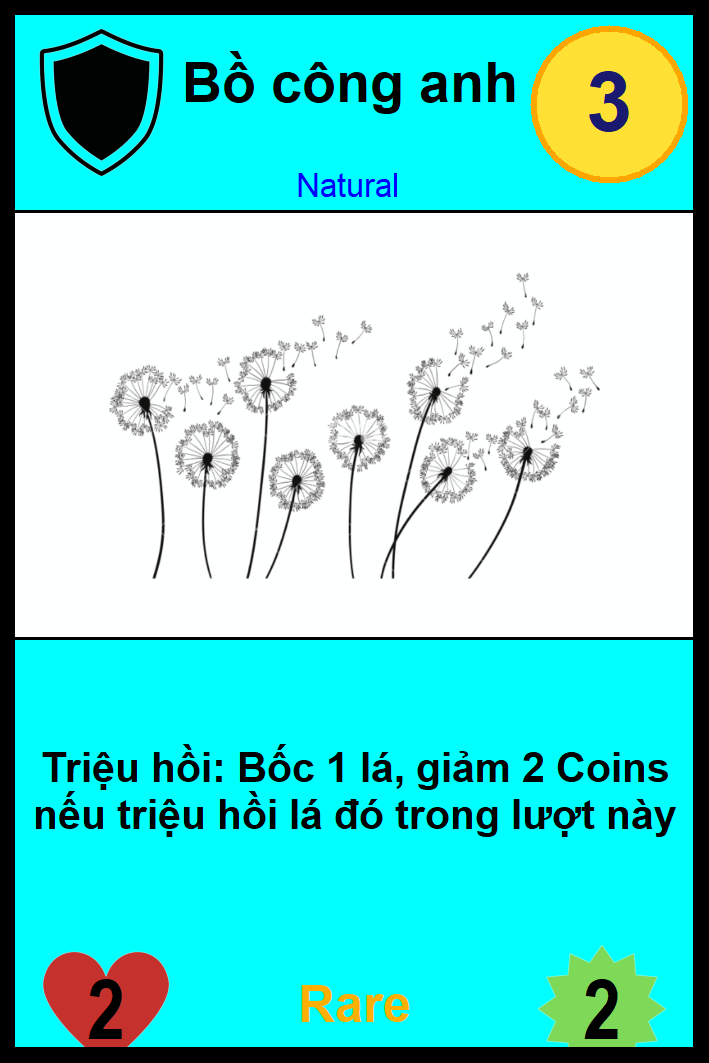 Bồ công anh
3
Natural
Triệu hồi: Bốc 1 lá, giảm 2 Coins
nếu triệu hồi lá đó trong lượt này
2
Rare
2